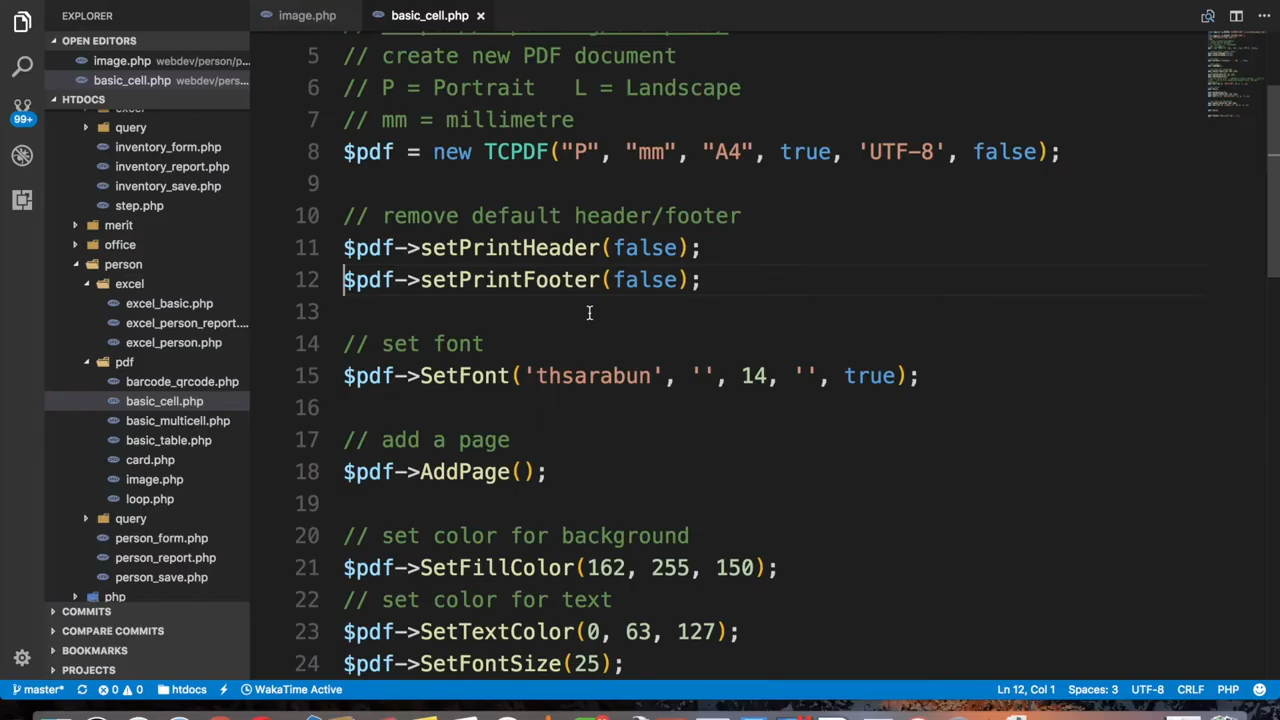 EXPLORER
image.php
basic_cell.php ×
OPEN EDITORS
image.php webdev/person/p...
basic_cell.php webdev/pers...
HTDOCS
query
inventory_form.php
inventory_report.php
inventory_save.php
step.php
merit
office
person
excel
excel_basic.php
excel_person_report....
excel_person.php
pdf
barcode_qrcode.php
basic_cell.php
basic_multicell.php
basic_table.php
card.php
image.php
loop.php
query
person_form.php
person_report.php
person_save.php
php
COMMITS
COMPARE COMMITS
BOOKMARKS
PROJECTS
99+
5 // create new PDF document
6 // P = Portrait   L = Landscape
7 // mm = millimetre
8 $pdf = new TCPDF("P", "mm", "A4", true, 'UTF-8', false);
9
10 // remove default header/footer
11 $pdf->setPrintHeader(false);
12 $pdf->setPrintFooter(false);
13
14 // set font
15 $pdf->SetFont('thsarabun', '', 14, '', true);
16
17 // add a page
18 $pdf->AddPage();
19
20 // set color for background
21 $pdf->SetFillColor(162, 255, 150);
22 // set color for text
23 $pdf->SetTextColor(0, 63, 127);
24 $pdf->SetFontSize(25);
master* 0 0 htdocs WakaTime Active Ln 12, Col 1 Spaces: 3 UTF-8 CRLF PHP